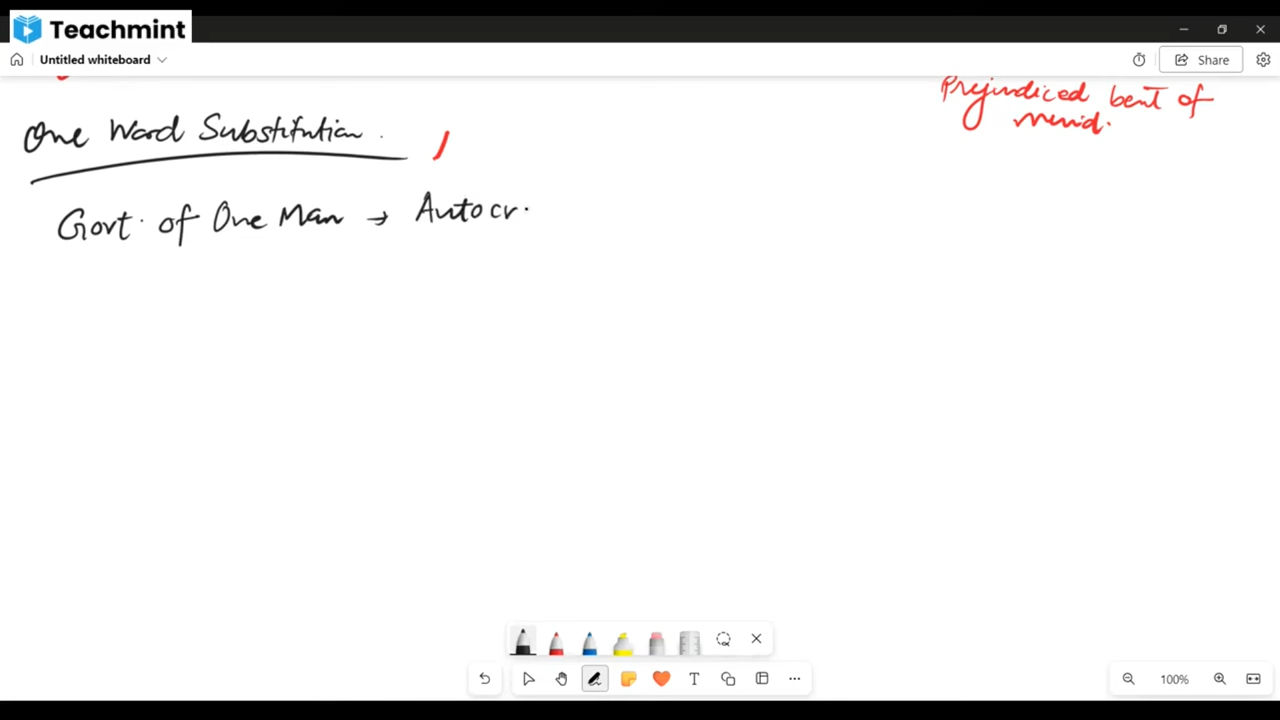 Teachmint
Untitled whiteboard
Share
Prejudiced bent of
mind.
One Word Substitution.
Govt. of One Man → Autocr.
100%